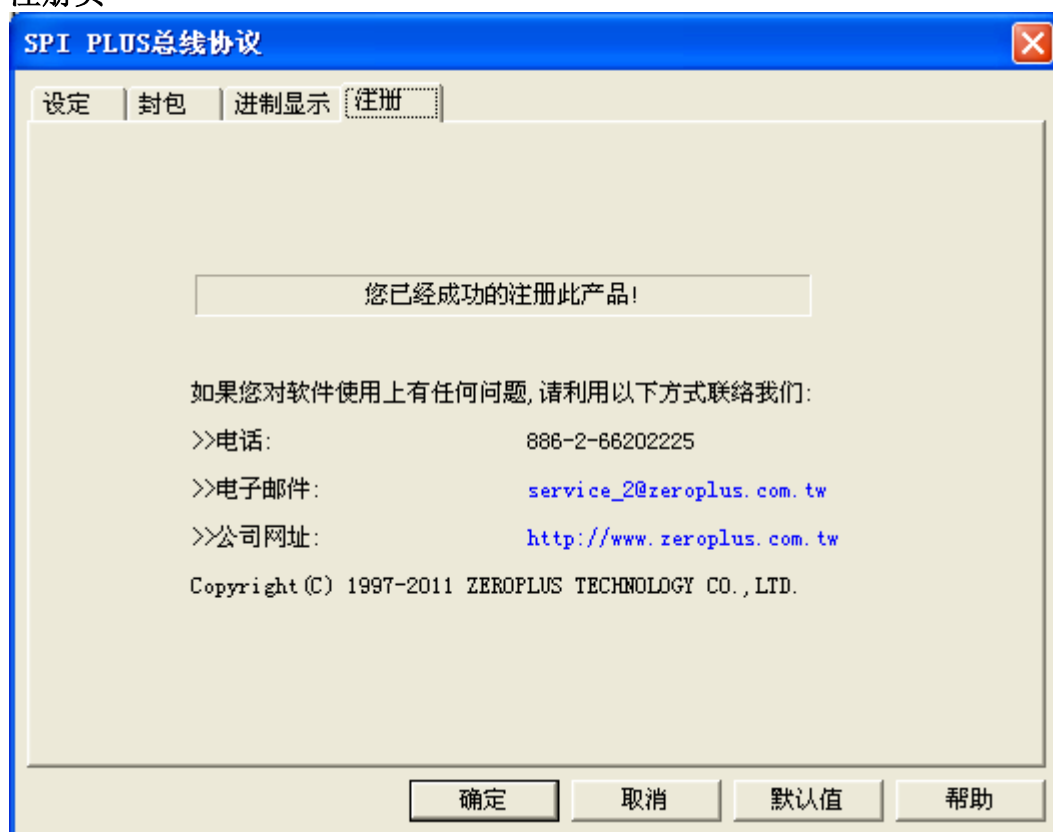 注册页
SPI PLUS总线协议
设定 封包 进制显示 注册
您已经成功的注册此产品!
如果您对软件使用上有任何问题,请利用以下方式联络我们:
>>电话: 886-2-66202225
>>电子邮件: service_2@zeroplus.com.tw
>>公司网址: http://www.zeroplus.com.tw
Copyright(C) 1997-2011 ZEROPLUS TECHNOLOGY CO.,LTD.
确定 取消 默认值 帮助